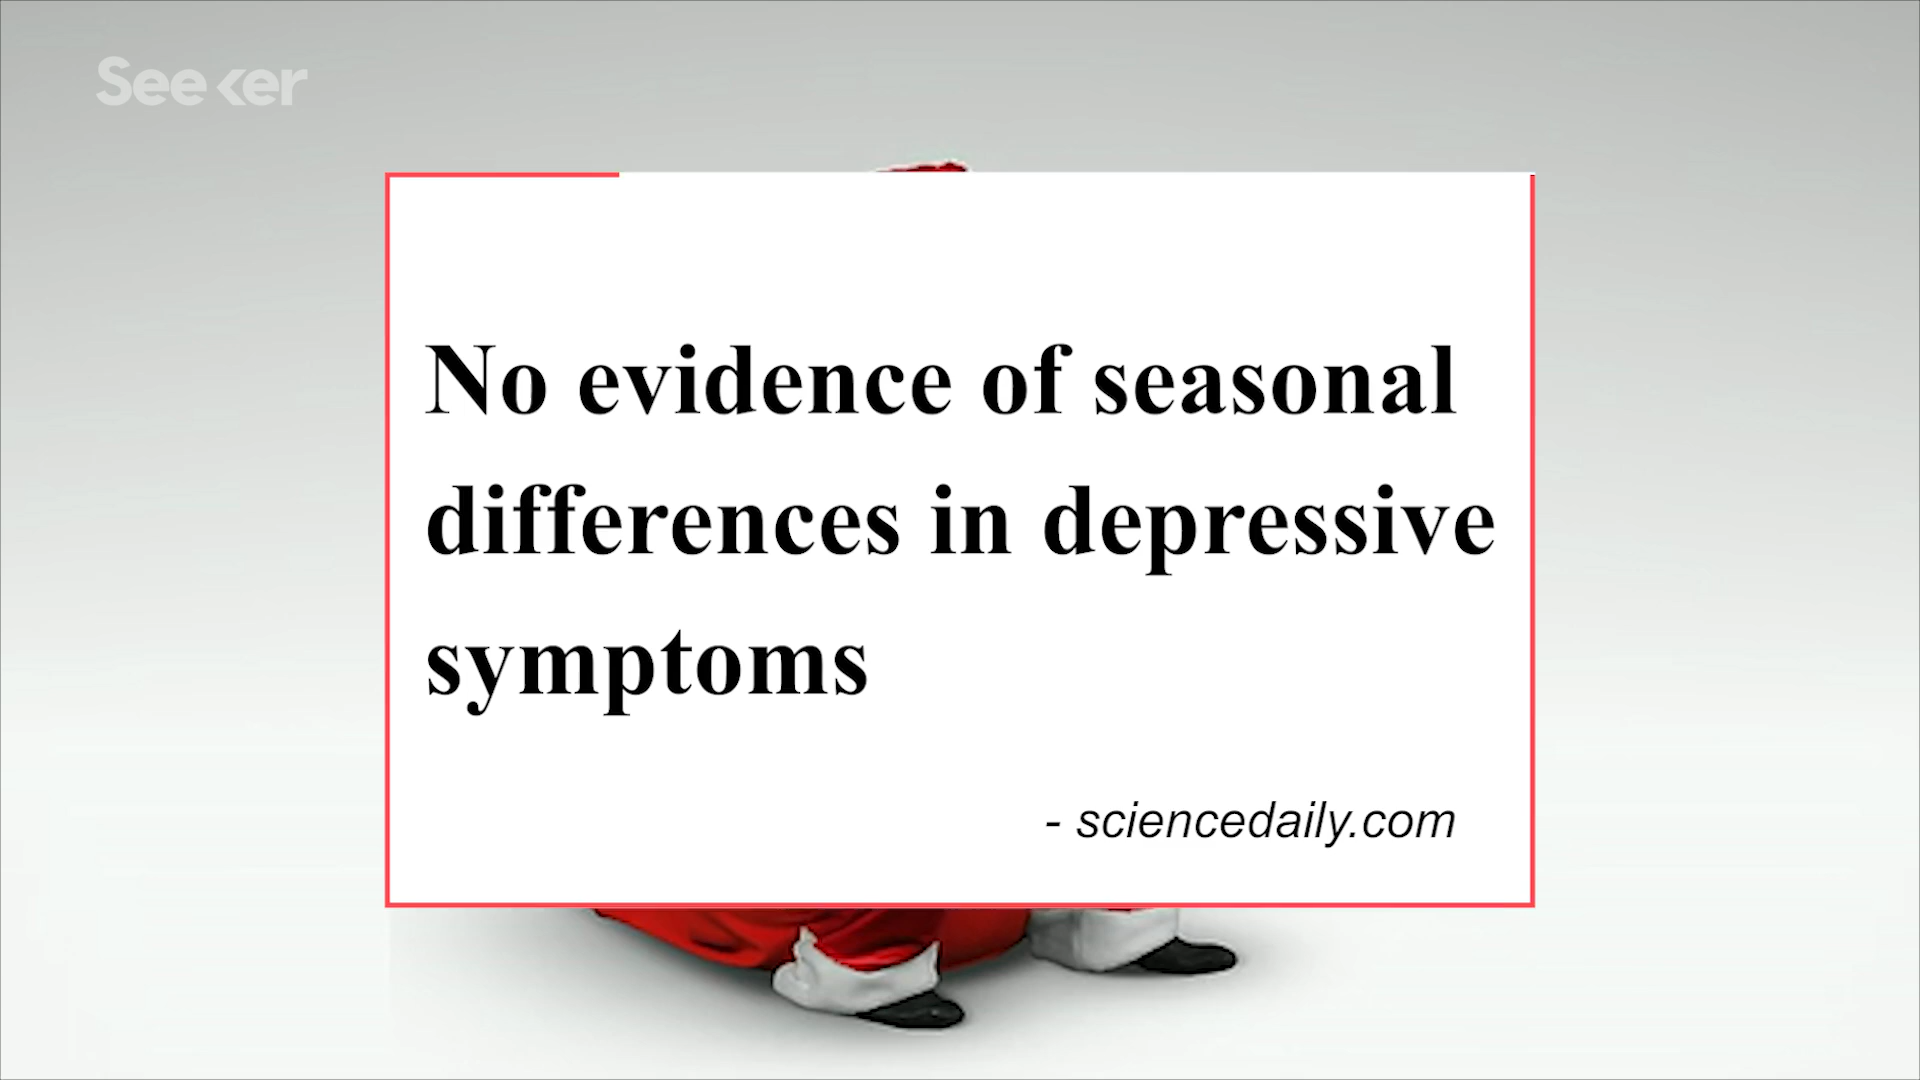 Seeker
No evidence of seasonal
differences in depressive
symptoms
- sciencedaily.com